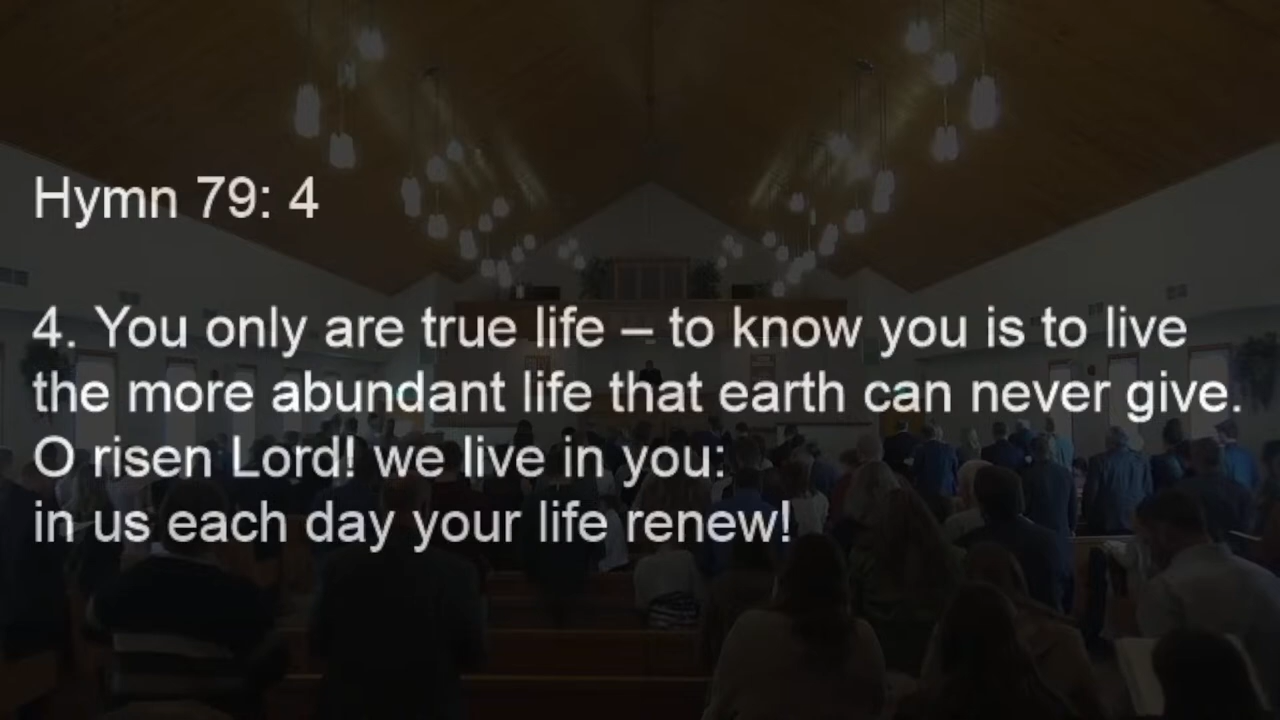 Hymn 79: 4
4. You only are true life – to know you is to live
the more abundant life that earth can never give.
O risen Lord! we live in you:
in us each day your life renew!